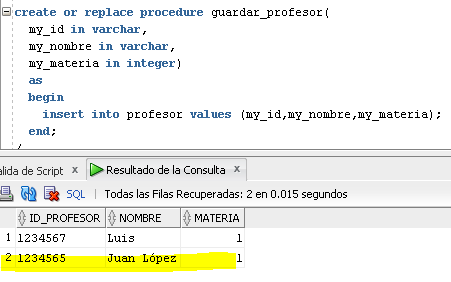 create or replace procedure guardar_profesor(
my_id in varchar,
my_nombre in varchar,
my_materia in integer)
as
begin
insert into profesor values (my_id,my_nombre,my_materia);
end;
/
alida de Script x Resultado de la Consulta x
SQL | Todas las Filas Recuperadas: 2 en 0.015 segundos
ID_PROFESOR NOMBRE MATERIA
1 1234567 Luis 1
2 1234565 Juan López 1